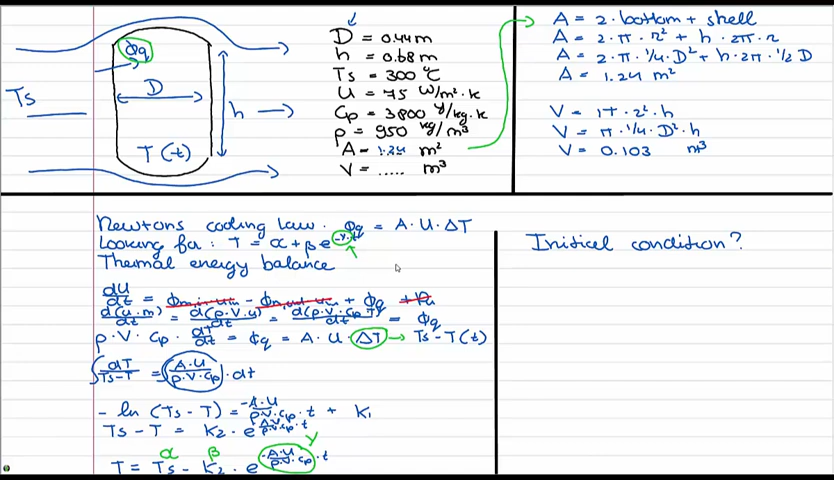 Φq
D
Ts
h
T(t)
D = 0.44 m
h = 0.68 m
Ts = 300 °C
U = 75 W/m²·K
Cp = 3800 J/kg·K
ρ = 950 kg/m³
A = 1.24 m²
V = ..... m³
A = 2·bottom + shell
A = 2·π·r² + h·2π·r
A = 2·π·1/4·D² + h·2π·1/2 D
A = 1.24 m²
V = π·r²·h
V = π·1/4·D²·h
V = 0.103 m³
Newtons cooling law. Φq = A·U·ΔT
Looking for: T = α + β e^-γ·t
Thermal energy balance
dU/dt = Φm,in·um - Φm,out·um + Φq + Pu
d(u·m)/dt = d(ρ·V·u)/dt = d(ρ·V·Cp T)/dt = Φq
ρ·V·Cp·dT/dt = Φq = A·U·ΔT → Ts-T(t)
∫ dT/Ts-T = ∫ A·U/ρ·V·Cp · dt
- ln (Ts-T) = A·U/ρ·V·Cp · t + K₁
Ts-T = K₂·e^-A·U/ρ·V·Cp·t
α β γ
T = Ts - K₂·e^-A·U/ρ·V·Cp·t
Initical condition?